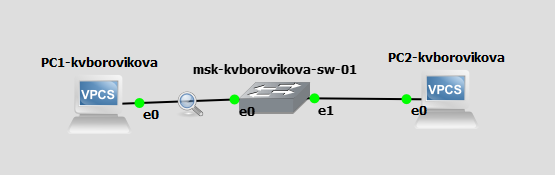 PC1-kvborovikova
msk-kvborovikova-sw-01
PC2-kvborovikova
VPCS
VPCS
e0
e0
e1
e0